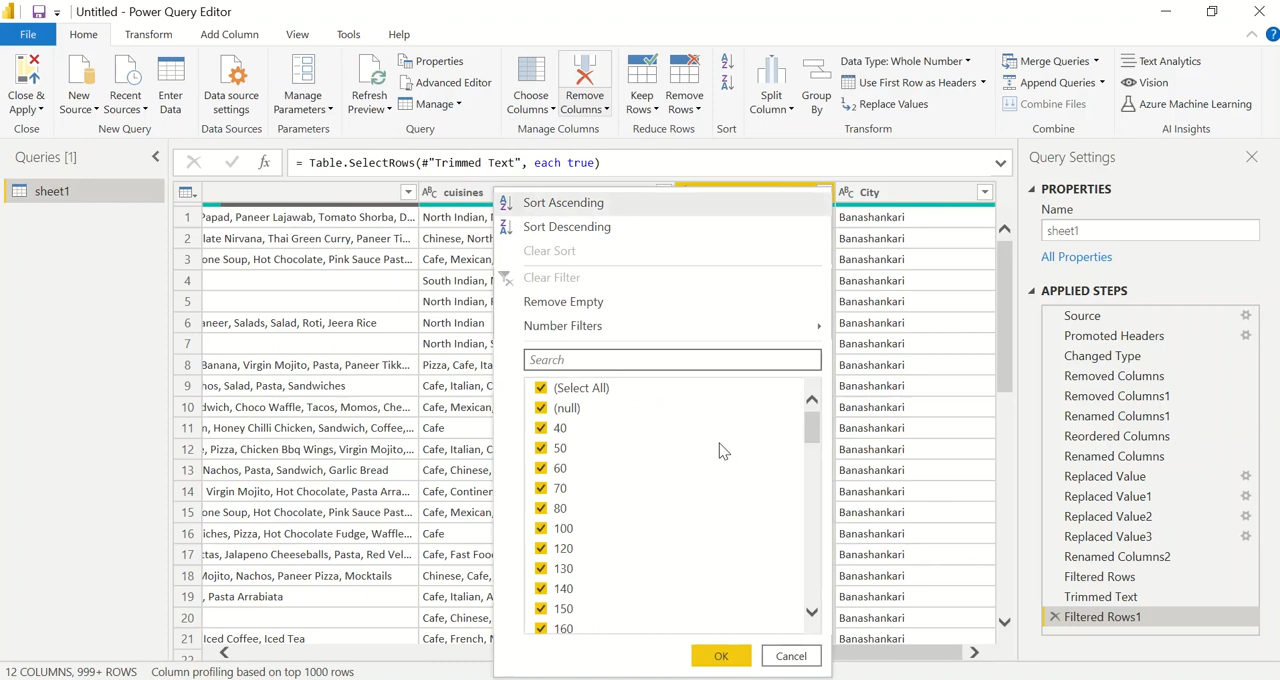 Untitled - Power Query Editor
File Home Transform Add Column View Tools Help
Close & Apply
New Source
Recent Sources
Enter Data
Data source settings
Manage Parameters
Refresh Preview
Properties
Advanced Editor
Manage
Choose Columns
Remove Columns
Keep Rows
Remove Rows
Split Column
Group By
Data Type: Whole Number
Use First Row as Headers
Replace Values
Merge Queries
Append Queries
Combine Files
Text Analytics
Vision
Azure Machine Learning
Close New Query Data Sources Parameters Query Manage Columns Reduce Rows Sort Transform Combine AI Insights
Queries [1]
sheet1
fx = Table.SelectRows(#"Trimmed Text", each true)
cuisines City
1 Papad, Paneer Lajawab, Tomato Shorba, D... North Indian, Banashankari
2 late Nirvana, Thai Green Curry, Paneer Ti... Chinese, North Banashankari
3 one Soup, Hot Chocolate, Pink Sauce Past... Cafe, Mexican, Banashankari
4 South Indian, Banashankari
5 North Indian, Banashankari
6 aneer, Salads, Salad, Roti, Jeera Rice North Indian Banashankari
7 North Indian, Banashankari
8 Banana, Virgin Mojito, Pasta, Paneer Tikk... Pizza, Cafe, Ita Banashankari
9 hos, Salad, Pasta, Sandwiches Cafe, Italian, C Banashankari
10 dwich, Choco Waffle, Tacos, Momos, Che... Cafe, Mexican, Banashankari
11 n, Honey Chilli Chicken, Sandwich, Coffee,... Cafe Banashankari
12 e, Pizza, Chicken Bbq Wings, Virgin Mojito,... Cafe, Italian, C Banashankari
13 Nachos, Pasta, Sandwich, Garlic Bread Cafe, Chinese, Banashankari
14 Virgin Mojito, Hot Chocolate, Pasta Arra... Cafe, Continen Banashankari
15 one Soup, Hot Chocolate, Pink Sauce Past... Cafe, Mexican, Banashankari
16 iches, Pizza, Hot Chocolate Fudge, Waffle... Cafe Banashankari
17 ttas, Jalapeno Cheeseballs, Pasta, Red Vel... Cafe, Fast Food Banashankari
18 Mojito, Nachos, Paneer Pizza, Mocktails Chinese, Cafe, Banashankari
19 , Pasta Arrabiata Cafe, Italian, A Banashankari
20 Cafe, Chinese, Banashankari
21 Iced Coffee, Iced Tea Cafe, French, Banashankari
22
Sort Ascending
Sort Descending
Clear Sort
Clear Filter
Remove Empty
Number Filters
Search
(Select All)
(null)
40
50
60
70
80
100
120
130
140
150
160
OK Cancel
Query Settings
PROPERTIES
Name
sheet1
All Properties
APPLIED STEPS
Source
Promoted Headers
Changed Type
Removed Columns
Removed Columns1
Renamed Columns1
Reordered Columns
Renamed Columns
Replaced Value
Replaced Value1
Replaced Value2
Replaced Value3
Renamed Columns2
Filtered Rows
Trimmed Text
Filtered Rows1
12 COLUMNS, 999+ ROWS Column profiling based on top 1000 rows